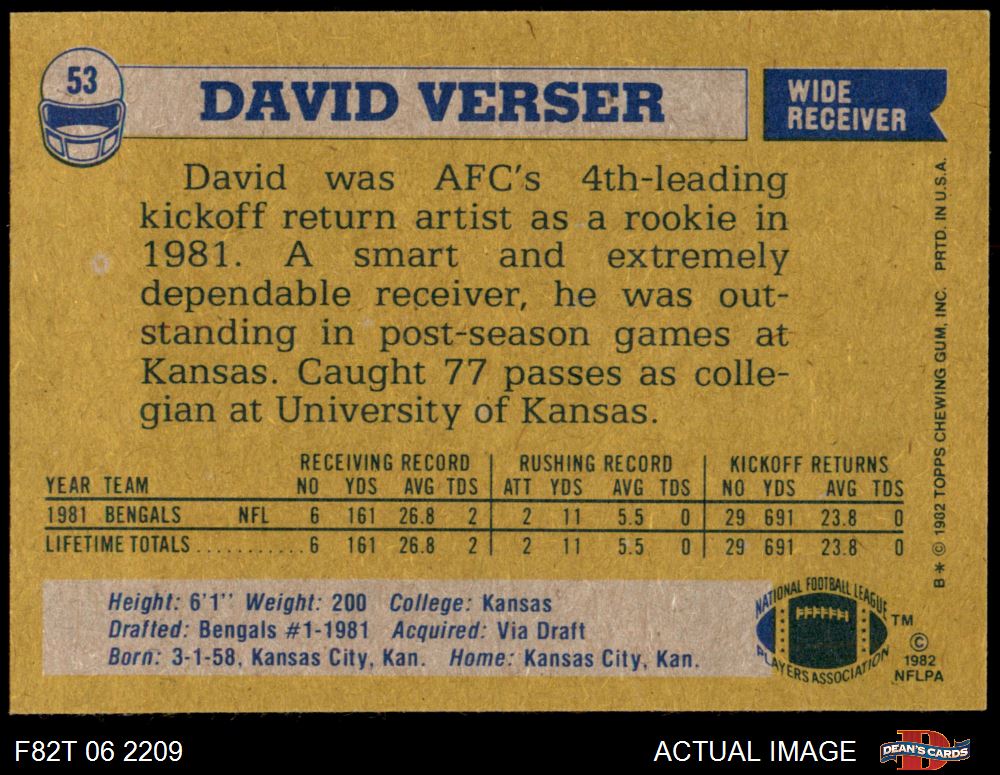 53
DAVID VERSER
WIDE
RECEIVER
David was AFC's 4th-leading
kickoff return artist as a rookie in
1981. A smart and extremely
dependable receiver, he was out-
standing in post-season games at
Kansas. Caught 77 passes as colle-
gian at University of Kansas.
RECEIVING RECORD RUSHING RECORD KICKOFF RETURNS
YEAR TEAM NO YDS AVG TDS ATT YDS AVG TDS NO YDS AVG TDS
1981 BENGALS NFL 6 161 26.8 2 2 11 5.5 0 29 691 23.8 0
LIFETIME TOTALS........... 6 161 26.8 2 2 11 5.5 0 29 691 23.8 0
Height: 6'1'' Weight: 200 College: Kansas
Drafted: Bengals #1-1981 Acquired: Via Draft
Born: 3-1-58, Kansas City, Kan. Home: Kansas City, Kan.
NATIONAL FOOTBALL LEAGUE
PLAYERS ASSOCIATION
TM
©
1982
NFLPA
B* © 1982 TOPPS CHEWING GUM, INC. PRTD. IN U.S.A.
F82T 06 2209
ACTUAL IMAGE
D
DEAN'S CARDS